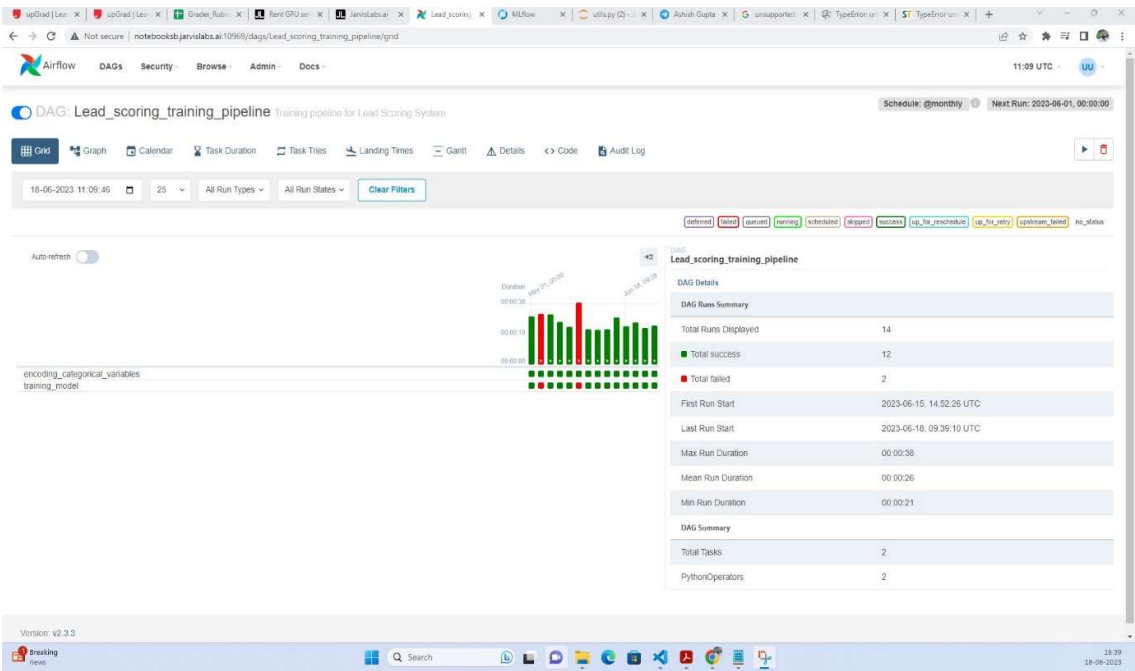 upGrad | Lea
upGrad | Lea
Grader_Rubri
Rent GPU ser
JarvisLabs.ai
Lead_scoring
MLflow
utils.py (2) -
Ashish Gupta
unsupported
TypeError: un
TypeError un
Not secure | notebooksb.jarvislabs.ai:10969/dags/Lead_scoring_training_pipeline/grid
Airflow DAGs Security Browse Admin Docs 11:09 UTC UU
DAG: Lead_scoring_training_pipeline Training pipeline for Lead Scoring System Schedule: @monthly Next Run: 2023-06-01, 00:00:00
Grid Graph Calendar Task Duration Task Tries Landing Times Gantt Details Code Audit Log
18-06-2023 11:09:46 25 All Run Types All Run States Clear Filters
deferred failed queued running scheduled skipped success up_for_reschedule up_for_retry upstream_failed no_status
Auto-refresh
Duration
May 01, 00:00
Jun 18, 09:28
00:00:38
00:00:19
00:00:00
encoding_categorical_variables
training_model
DAG
Lead_scoring_training_pipeline
DAG Details
DAG Runs Summary
Total Runs Displayed 14
Total success 12
Total failed 2
First Run Start 2023-06-15, 14:52:26 UTC
Last Run Start 2023-06-18, 09:39:10 UTC
Max Run Duration 00:00:38
Mean Run Duration 00:00:26
Min Run Duration 00:00:21
DAG Summary
Total Tasks 2
PythonOperators 2
Version: v2.3.3
Breaking
news
Search
18-06-2023